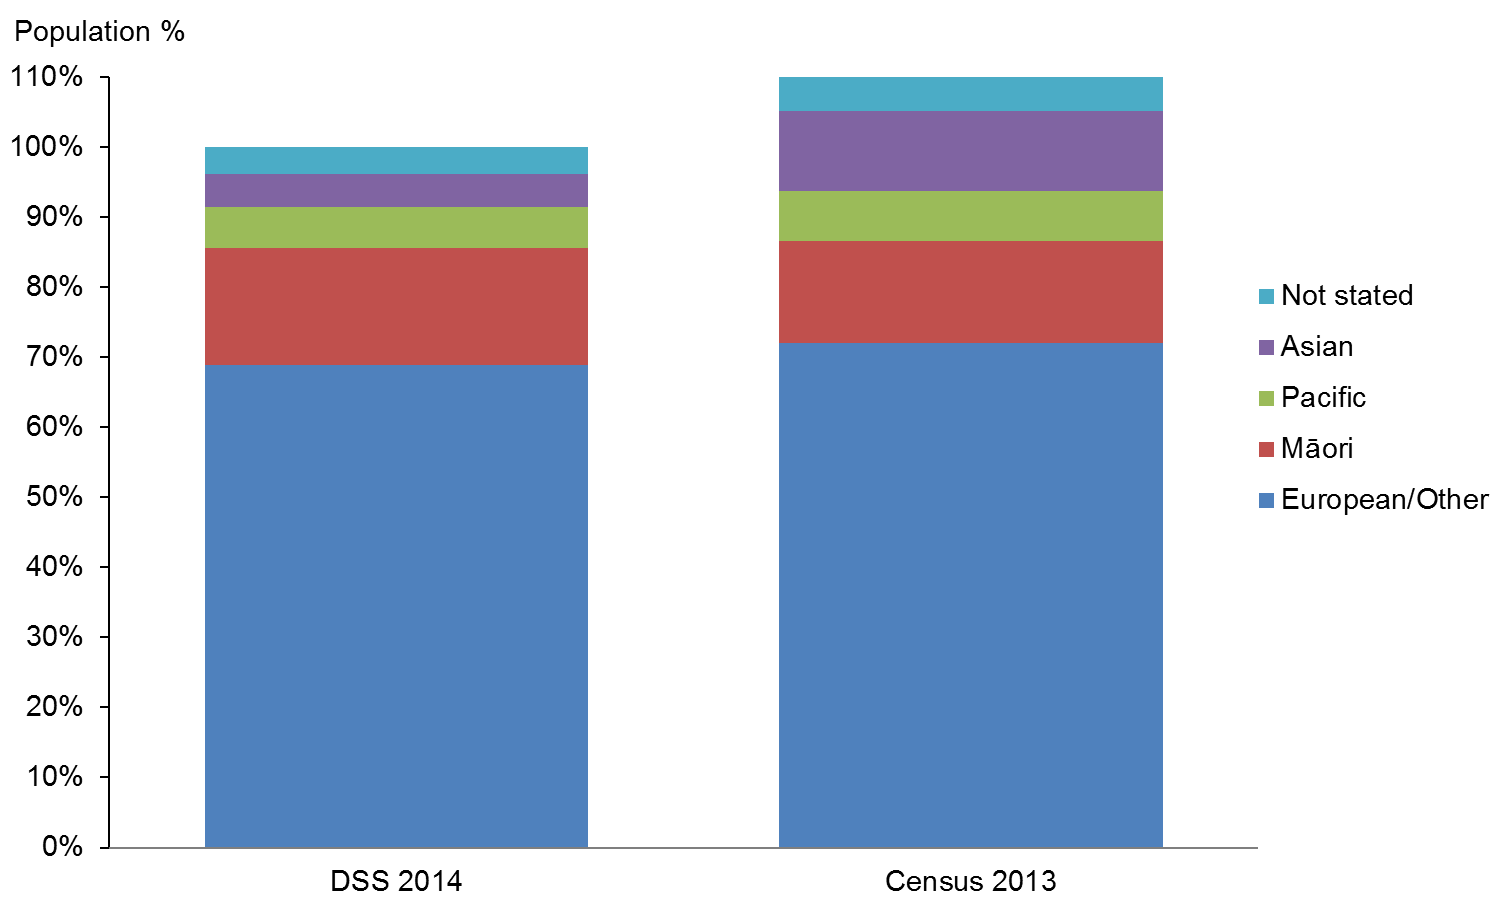 Population %
110%
100%
90%
80%
70%
60%
50%
40%
30%
20%
10%
0%
DSS 2014
Census 2013
Not stated
Asian
Pacific
Māori
European/Other